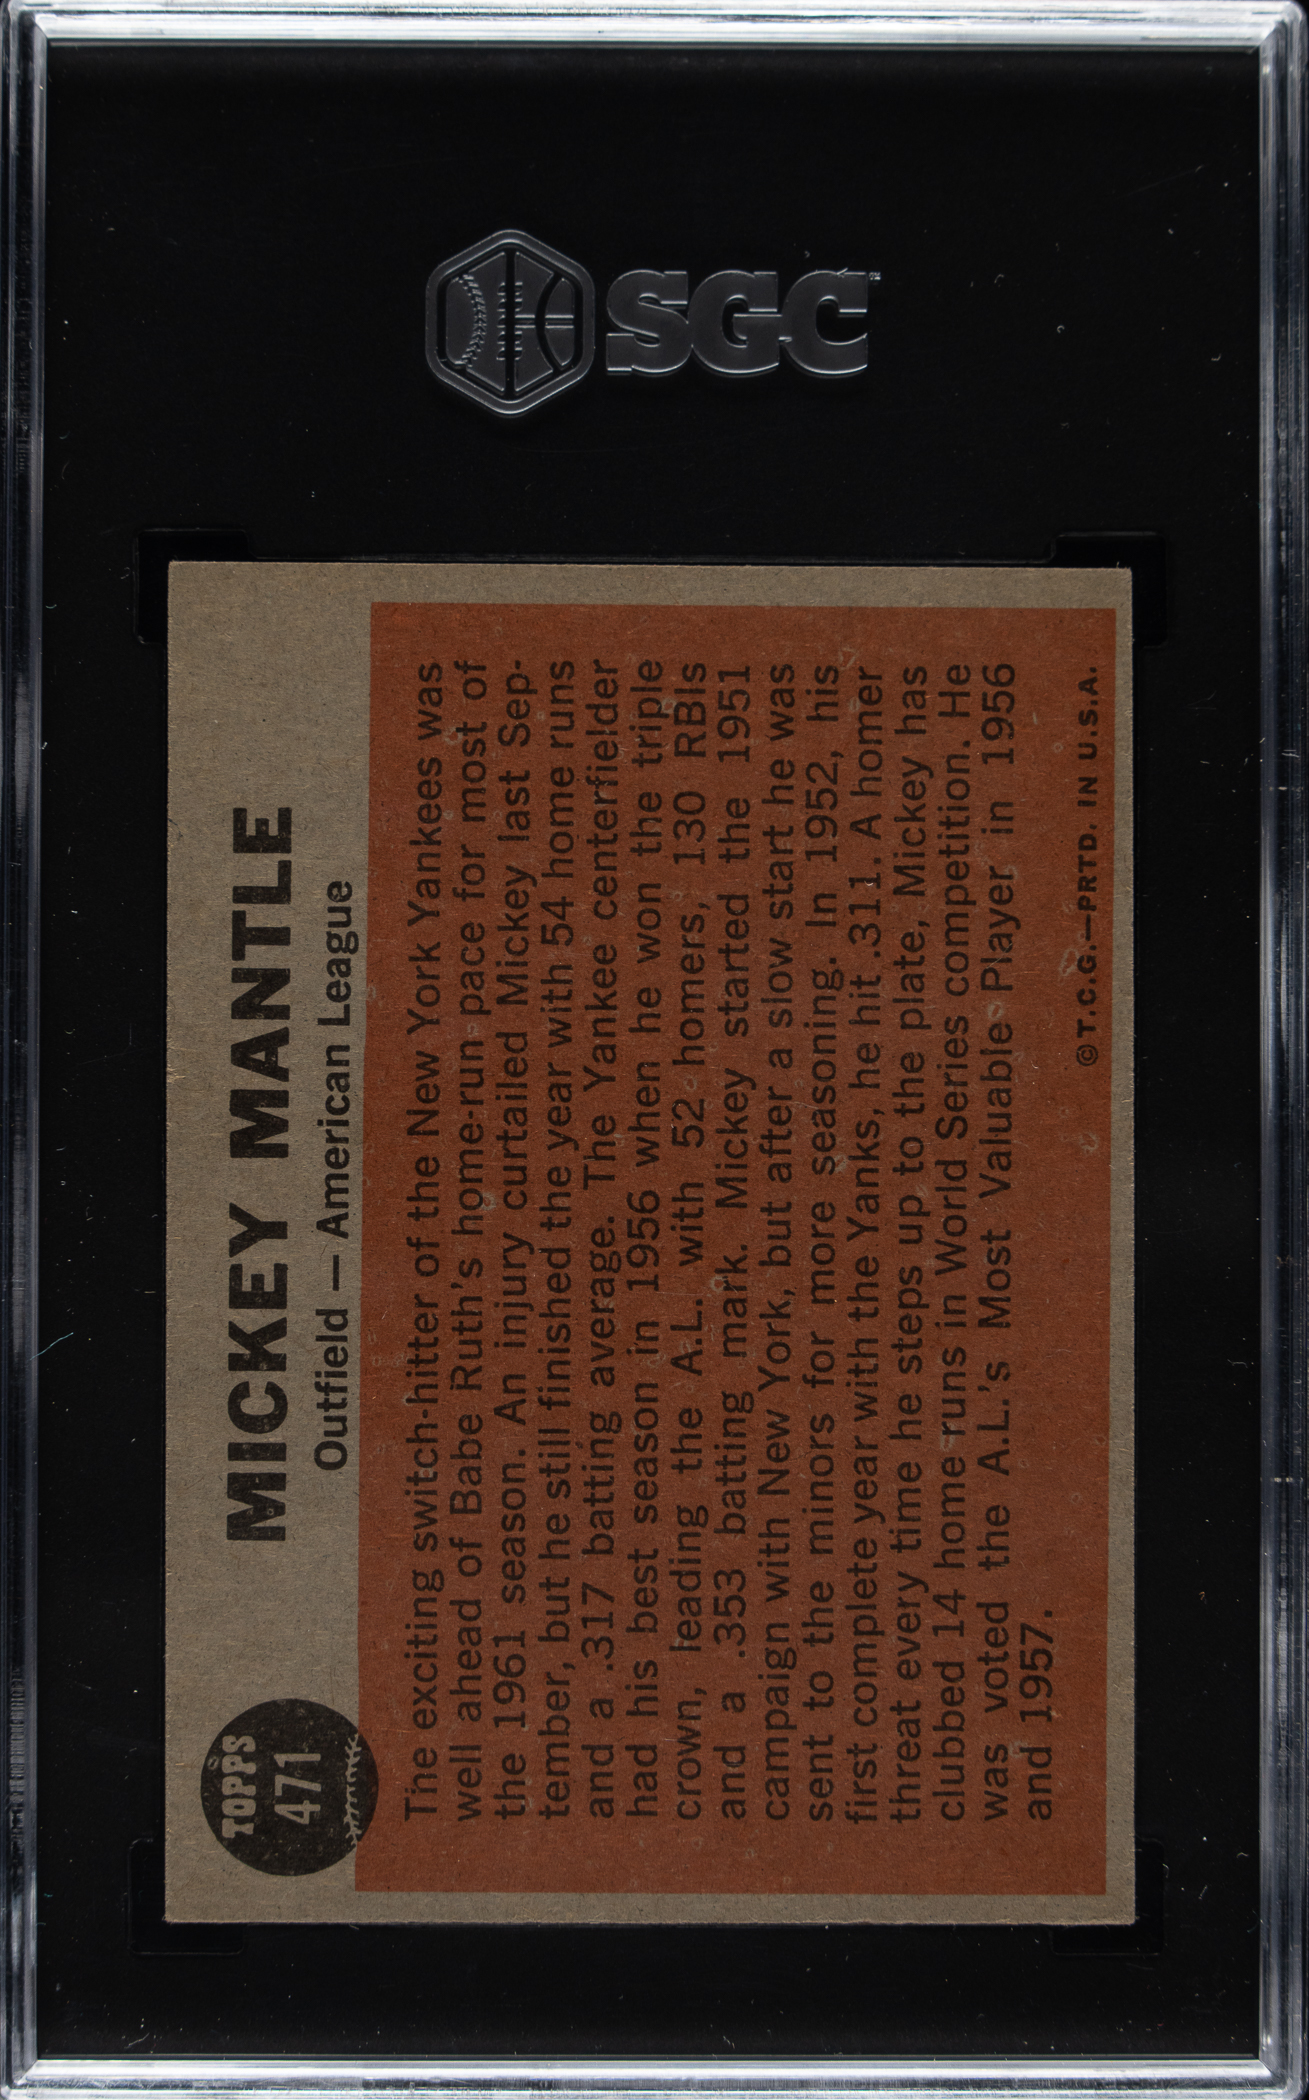 SGC
TOPPS
471
MICKEY MANTLE
Outfield — American League
The exciting switch-hitter of the New York Yankees was
well ahead of Babe Ruth's home-run pace for most of
the 1961 season. An injury curtailed Mickey last Sep-
tember, but he still finished the year with 54 home runs
and a .317 batting average. The Yankee centerfielder
had his best season in 1956 when he won the triple
crown, leading the A.L. with 52 homers, 130 RBIs
and a .353 batting mark. Mickey started the 1951
campaign with New York, but after a slow start he was
sent to the minors for more seasoning. In 1952, his
first complete year with the Yanks, he hit .311. A homer
threat every time he steps up to the plate, Mickey has
clubbed 14 home runs in World Series competition. He
was voted the A.L.'s Most Valuable Player in 1956
and 1957.
© T.C.G.—PRTD. IN U.S.A.